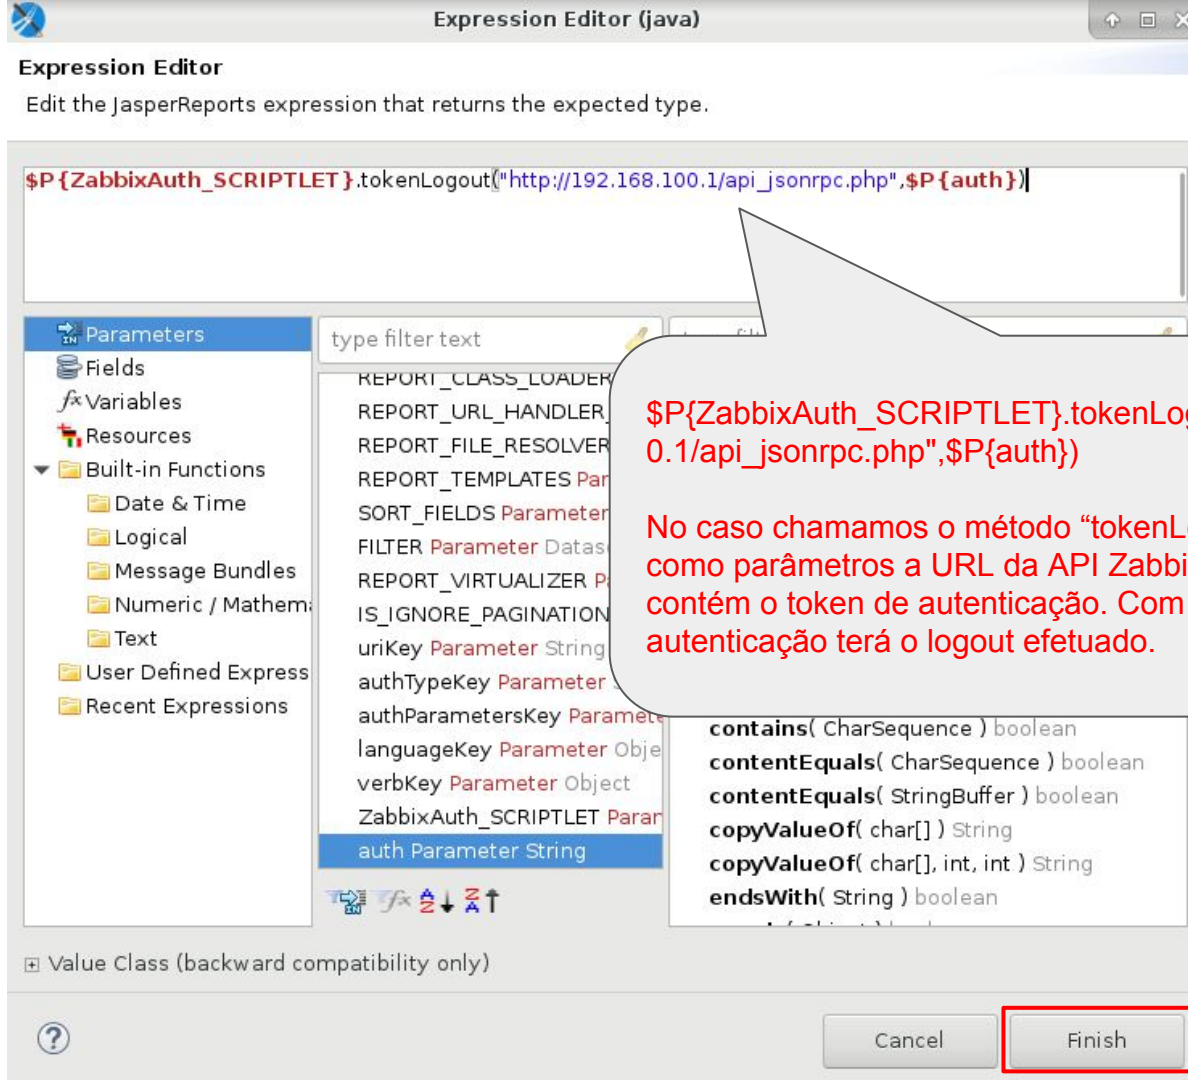 Expression Editor (java)
Expression Editor
Edit the JasperReports expression that returns the expected type.
$P{ZabbixAuth_SCRIPTLET}.tokenLogout("http://192.168.100.1/api_jsonrpc.php",$P{auth})
Parameters
Fields
Variables
Resources
Built-in Functions
Date & Time
Logical
Message Bundles
Numeric / Mathem
Text
User Defined Express
Recent Expressions
type filter text
REPORT_CLASS_LOADER
REPORT_URL_HANDLER_
REPORT_FILE_RESOLVER
REPORT_TEMPLATES Par
SORT_FIELDS Parameter
FILTER Parameter Datas
REPORT_VIRTUALIZER P
IS_IGNORE_PAGINATION
uriKey Parameter String
authTypeKey Parameter
authParametersKey Paramete
languageKey Parameter Obje
verbKey Parameter Object
ZabbixAuth_SCRIPTLET Param
auth Parameter String
$P{ZabbixAuth_SCRIPTLET}.tokenLog
0.1/api_jsonrpc.php",$P{auth})
No caso chamamos o método “tokenLo
como parâmetros a URL da API Zabbi
contém o token de autenticação. Com
autenticação terá o logout efetuado.
contains( CharSequence ) boolean
contentEquals( CharSequence ) boolean
contentEquals( StringBuffer ) boolean
copyValueOf( char[] ) String
copyValueOf( char[], int, int ) String
endsWith( String ) boolean
Value Class (backward compatibility only)
Cancel
Finish